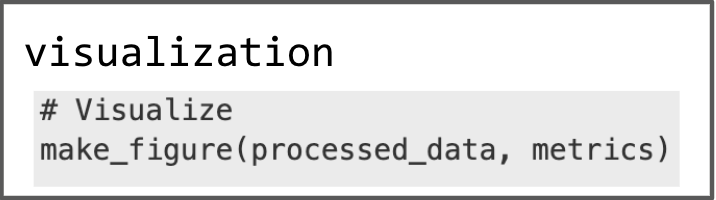 visualization
# Visualize
make_figure(processed_data, metrics)